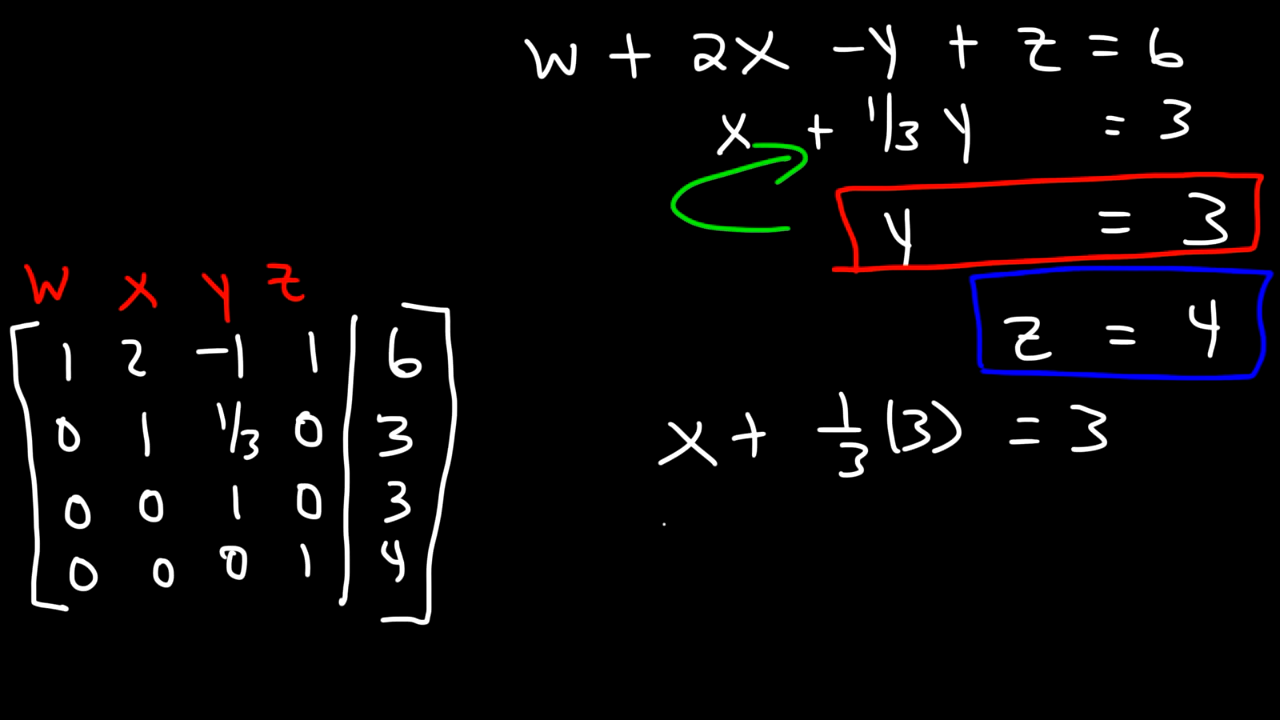 w + 2x - y + z = 6
x + 1/3 y = 3
y = 3
z = 4
w x y z
1 2 -1 1 | 6
0 1 1/3 0 | 3
0 0 1 0 | 3
0 0 0 1 | 4
x + 1/3 (3) = 3